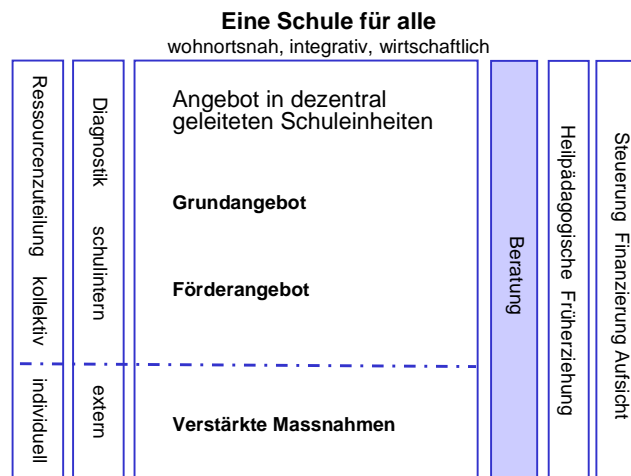 Eine Schule für alle
wohnortsnah, integrativ, wirtschaftlich
Ressourcenzuteilung kollektiv individuell
Diagnostik schulintern extern
Angebot in dezentral
geleiteten Schuleinheiten
Grundangebot
Förderangebot
Verstärkte Massnahmen
Beratung
Heilpädagogische Früherziehung
Steuerung Finanzierung Aufsicht